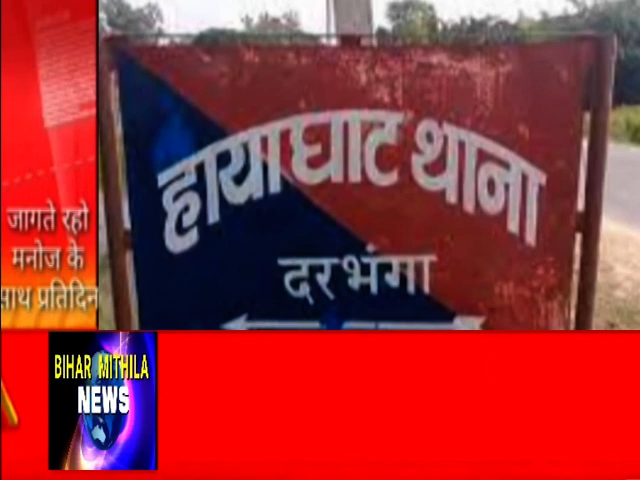 हायाघाट थाना
दरभंगा
जागते रहो
मनोज के
साथ प्रतिदिन
BIHAR MITHILA
NEWS